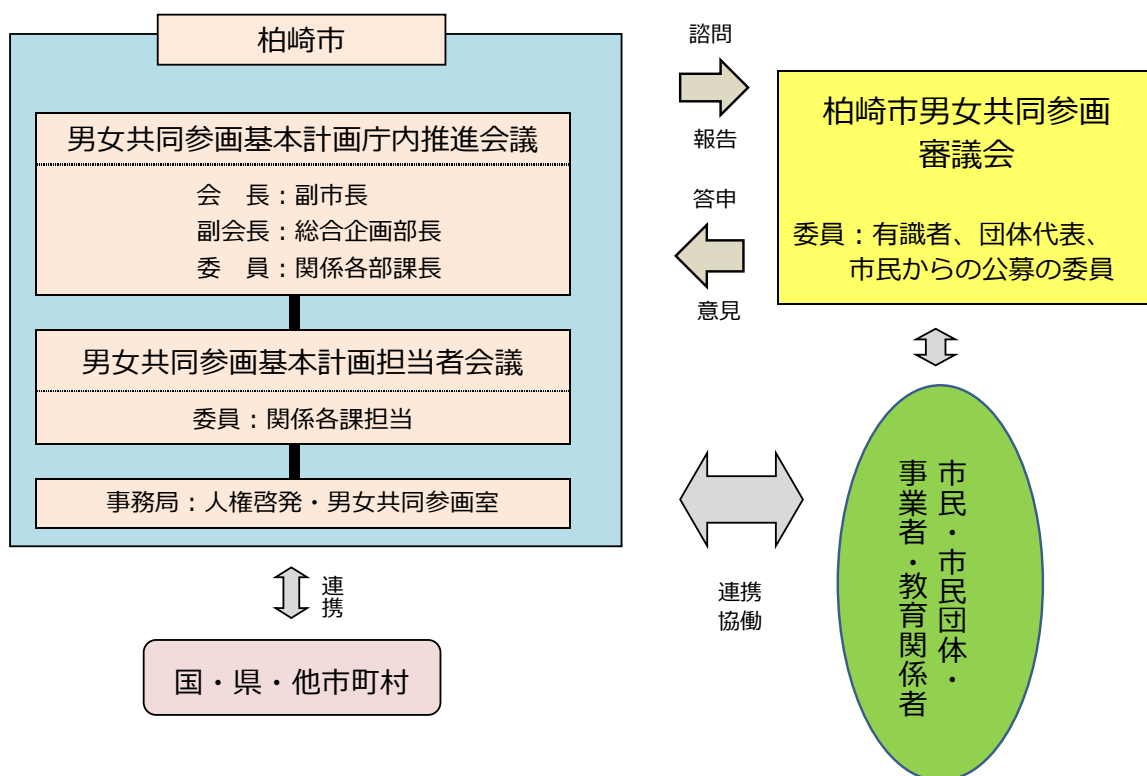 柏崎市
男女共同参画基本計画庁内推進会議
会　長：副市長
副会長：総合企画部長
委　員：関係各部課長
男女共同参画基本計画担当者会議
委員：関係各課担当
事務局：人権啓発・男女共同参画室
連携
国・県・他市町村
諮問
報告
答申
意見
柏崎市男女共同参画
審議会
委員：有識者、団体代表、
市民からの公募の委員
連携
協働
市民・市民団体・
事業者・教育関係者